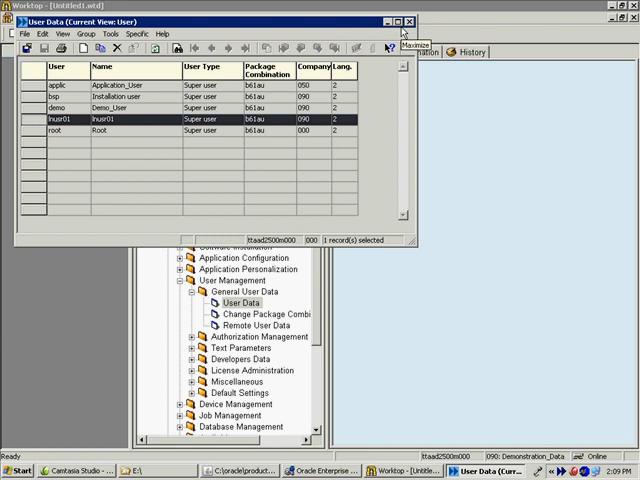 Worktop - [Untitled1.wtd]
User Data (Current View: User)
File Edit View Group Tools Specific Help
Maximize
History
User Name User Type Package Combination Company Lang.
applic Application_User Super user b61au 050 2
bsp Installation user Super user b61au 090 2
demo Demo_User Super user b61au 090 2
lnusr01 lnusr01 Super user b61au 090 2
root Root Super user b61au 000 2
ttaad2500m000 000 1 record(s) selected
Application Configuration
Application Personalization
User Management
General User Data
User Data
Change Package Combi
Remote User Data
Authorization Management
Text Parameters
Developers Data
License Administration
Miscellaneous
Default Settings
Device Management
Job Management
Database Management
Ready ttaad2500m000 090: Demonstration_Data Online
Start Camtasia Studio - ... E:\ C:\oracle\product... Oracle Enterprise ... Worktop - [Untitle... User Data (Curr... 2:09 PM